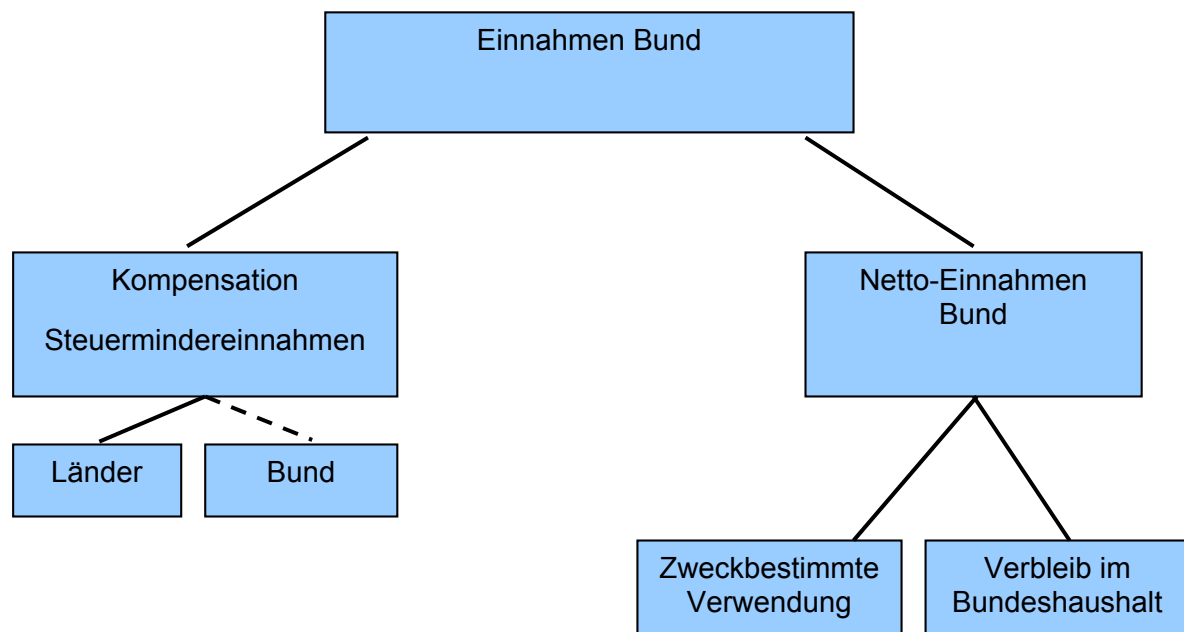 Einnahmen Bund
Kompensation
Steuermindereinnahmen
Netto-Einnahmen
Bund
Länder
Bund
Zweckbestimmte
Verwendung
Verbleib im
Bundeshaushalt